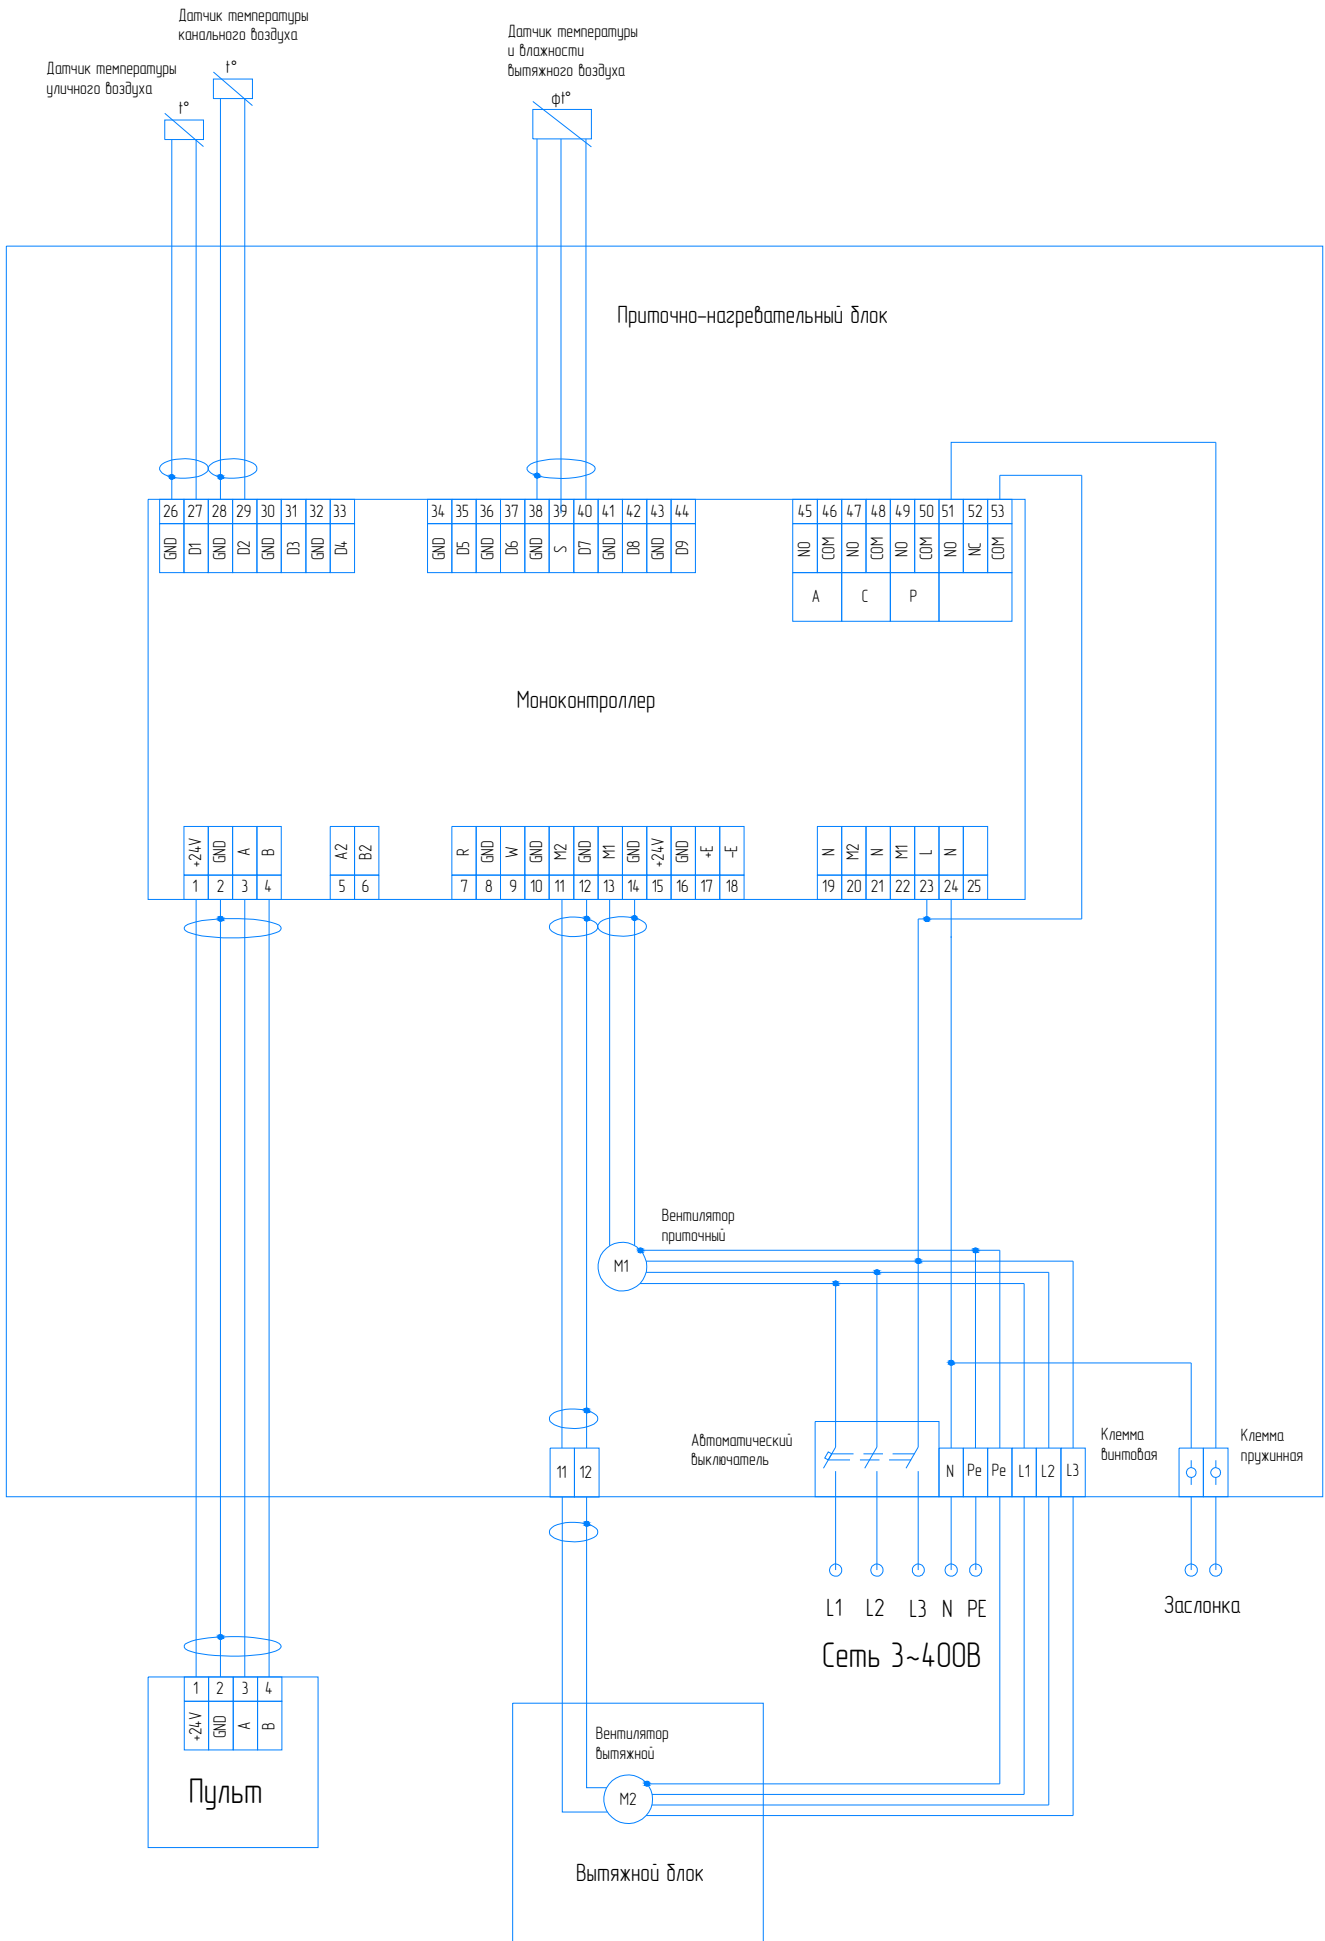 Датчик температуры
канального воздуха
t°
Датчик температуры
уличного воздуха
t°
Датчик температуры
и влажности
вытяжного воздуха
φt°
Приточно-нагревательный блок
26 27 28 29 30 31 32 33
GND D1 GND D2 GND D3 GND D4
34 35 36 37 38 39 40 41 42 43 44
GND D5 GND D6 GND S D7 GND D8 GND D9
45 46 47 48 49 50 51 52 53
NO COM NO COM NO COM NO NC COM
A C P
Моноконтроллер
+24V GND A B
1 2 3 4
A2 B2
5 6
R GND W GND M2 GND M1 GND +24V GND +E -E
7 8 9 10 11 12 13 14 15 16 17 18
N M2 N M1 L N
19 20 21 22 23 24 25
Вентилятор
приточный
M1
Автоматический
выключатель
11 12
N Pe Pe L1 L2 L3
Клемма
винтовая
Клемма
пружинная
L1 L2 L3 N PE
Сеть 3~400В
Заслонка
1 2 3 4
+24V GND A B
Пульт
Вентилятор
вытяжной
M2
Вытяжной блок